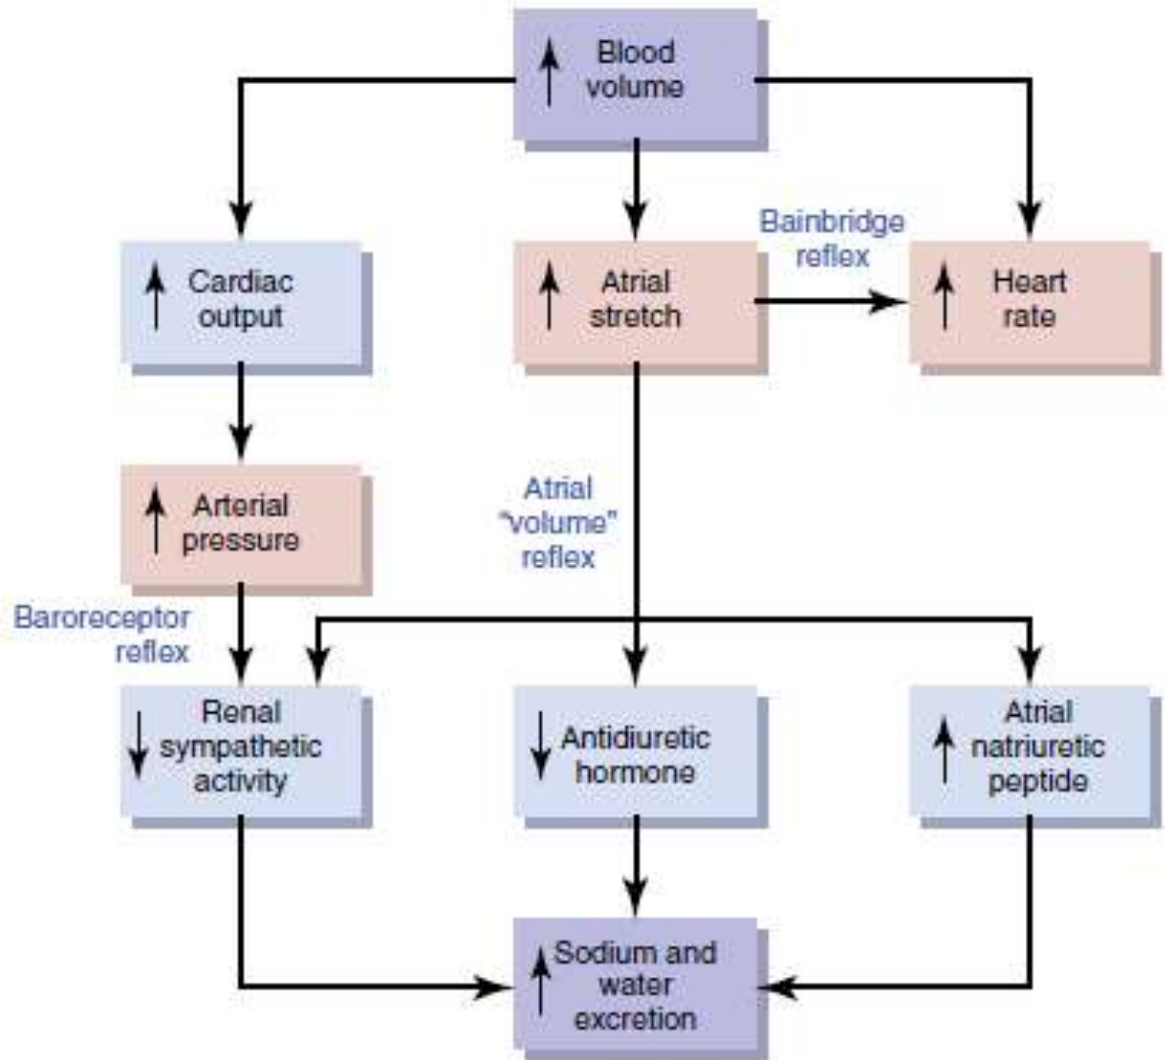 Blood
volume
Bainbridge
reflex
Cardiac
output
Atrial
stretch
Heart
rate
Arterial
pressure
Atrial
"volume"
reflex
Baroreceptor
reflex
Renal
sympathetic
activity
Antidiuretic
hormone
Atrial
natriuretic
peptide
Sodium and
water
excretion